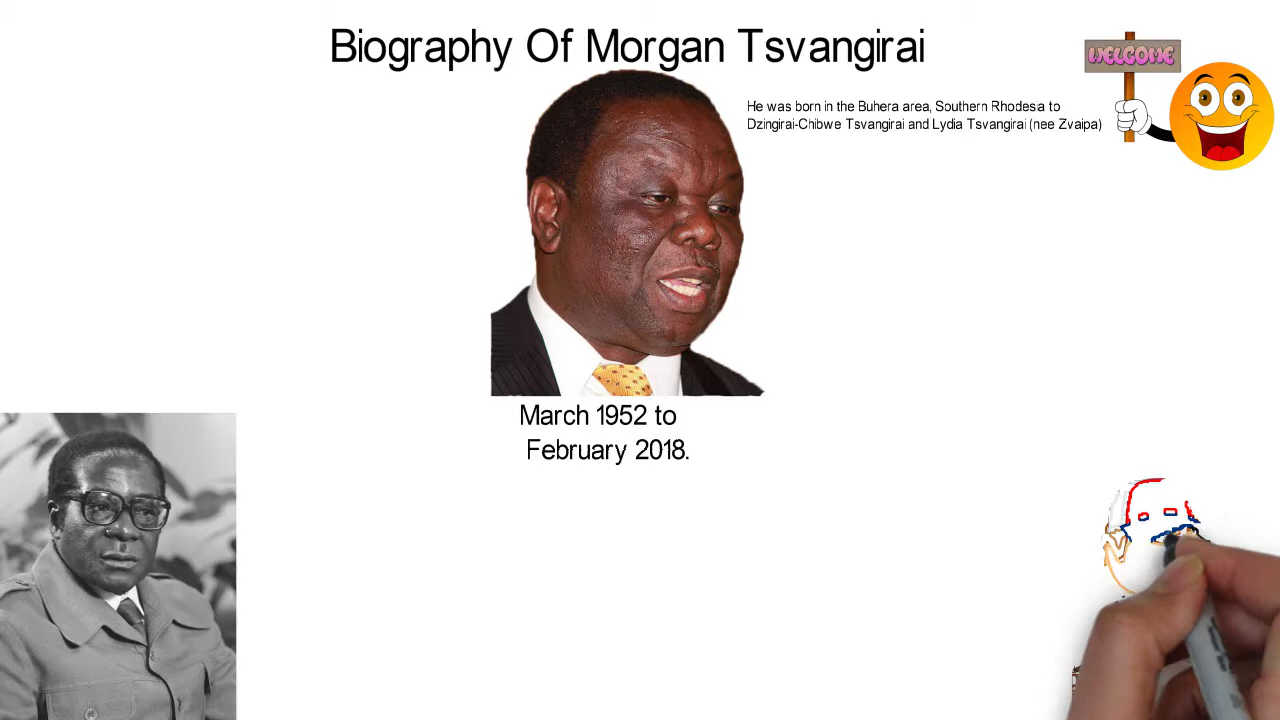 Biography Of Morgan Tsvangirai
WELCOME
He was born in the Buhera area, Southern Rhodesia to
Dzingirai-Chibwe Tsvangirai and Lydia Tsvangirai (nee Zvaipa)
March 1952 to
February 2018.